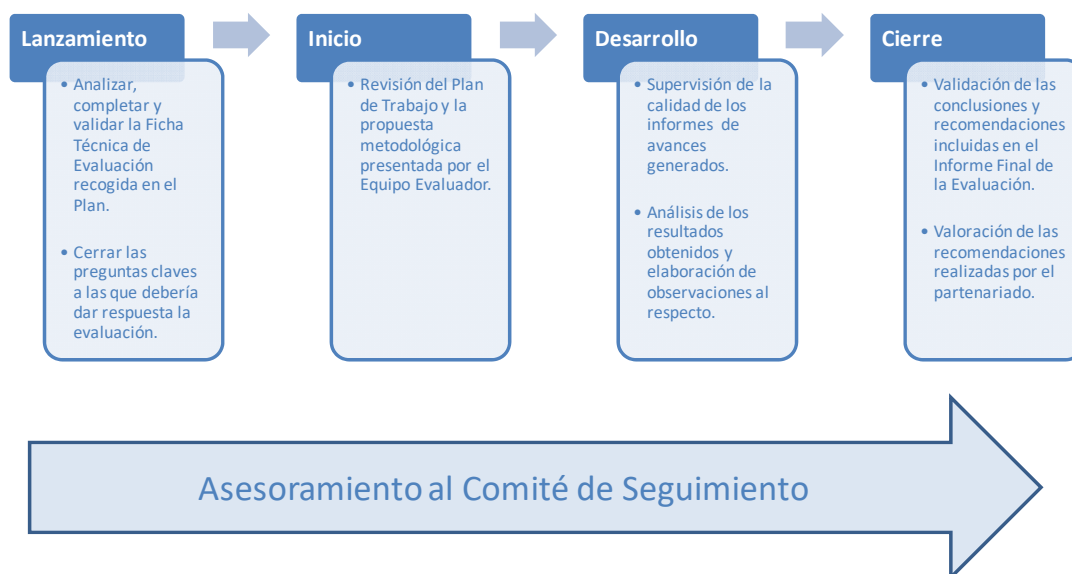 Lanzamiento
• Analizar,
completar y
validar la Ficha
Técnica de
Evaluación
recogida en el
Plan.
• Cerrar las
preguntas claves
a las que debería
dar respuesta la
evaluación.
Inicio
• Revisión del Plan
de Trabajo y la
propuesta
metodológica
presentada por el
Equipo Evaluador.
Desarrollo
• Supervisión de la
calidad de los
informes de
avances
generados.
• Análisis de los
resultados
obtenidos y
elaboración de
observaciones al
respecto.
Cierre
• Validación de las
conclusiones y
recomendaciones
incluidas en el
Informe Final de
la Evaluación.
• Valoración de las
recomendaciones
realizadas por el
partenariado.
Asesoramiento al Comité de Seguimiento